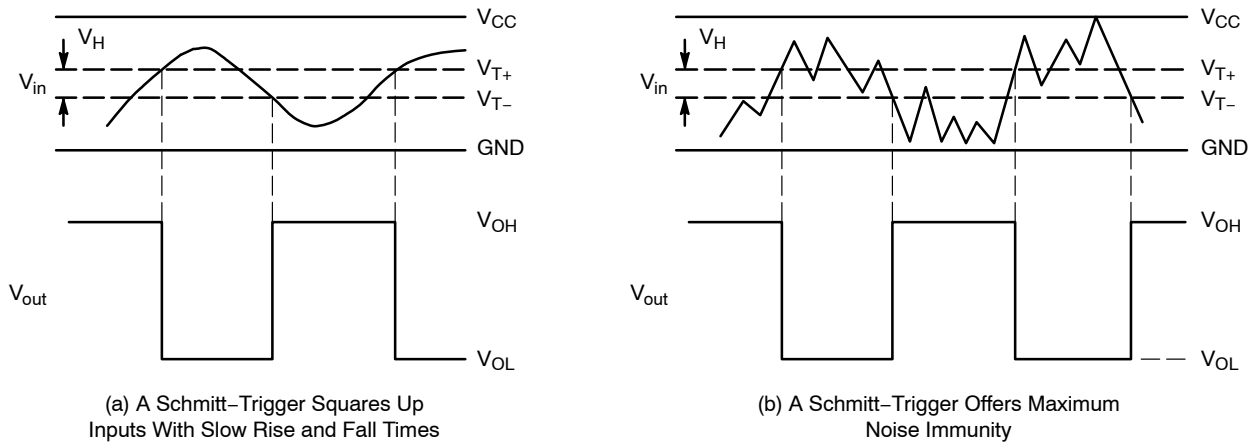 V_CC
V_H
V_in
V_T+
V_T−
GND
V_OH
V_out
V_OL
(a) A Schmitt−Trigger Squares Up
Inputs With Slow Rise and Fall Times
V_CC
V_H
V_in
V_T+
V_T−
GND
V_OH
V_out
V_OL
(b) A Schmitt−Trigger Offers Maximum
Noise Immunity